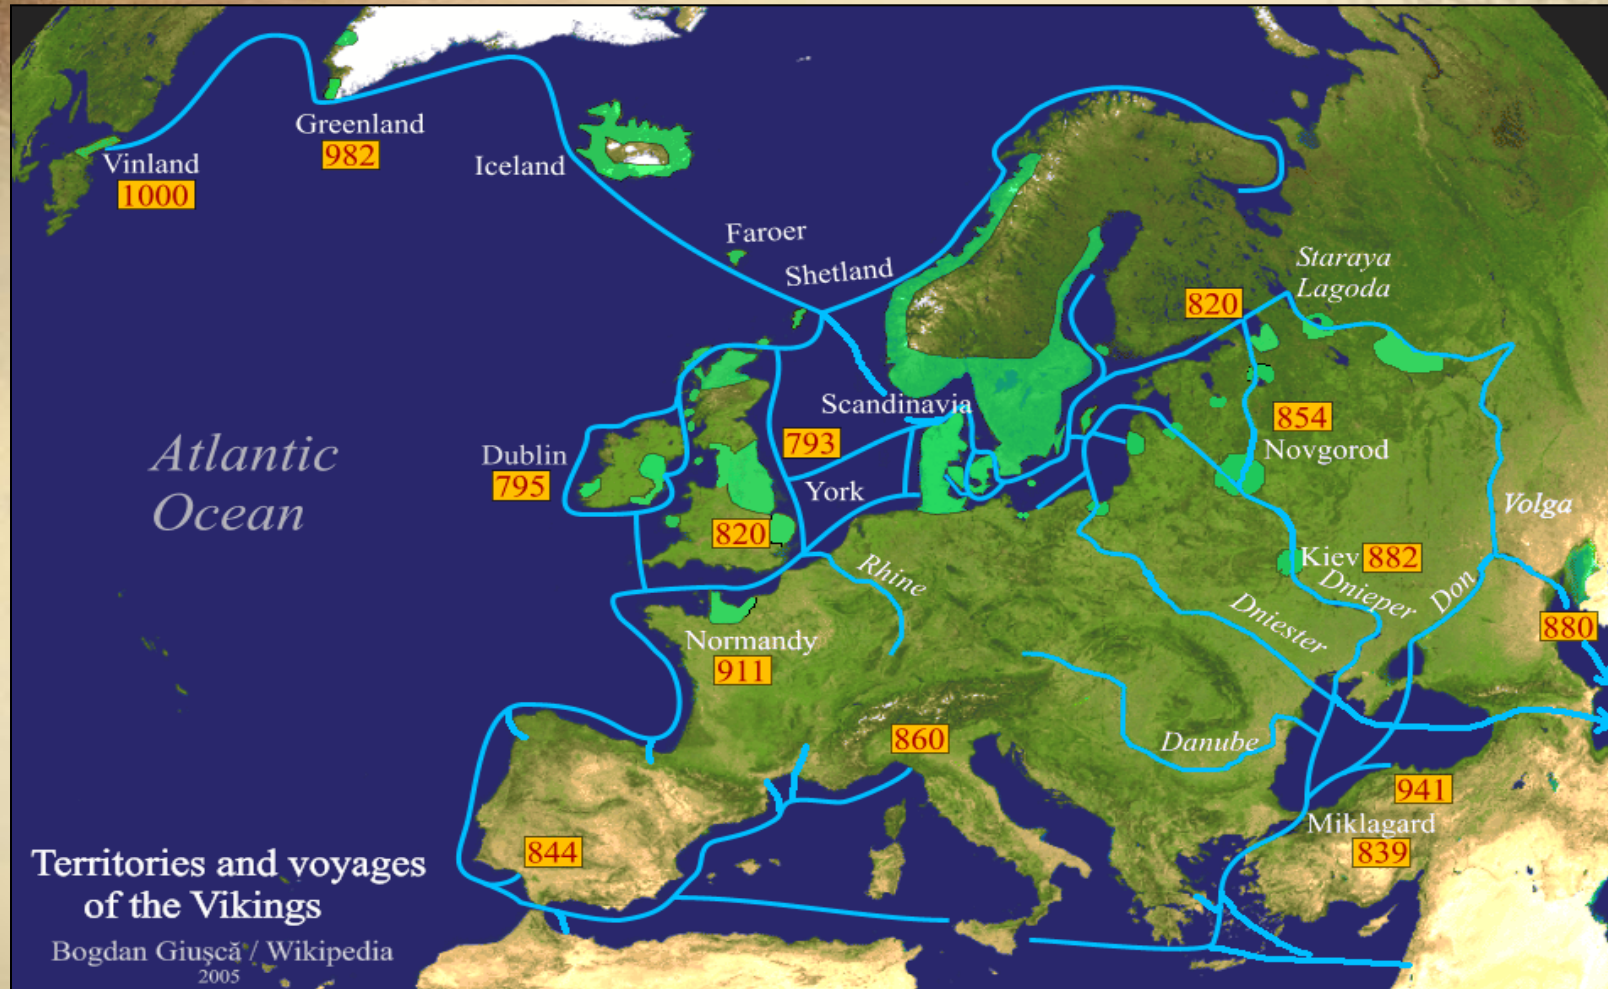 Greenland
982
Vinland
1000
Iceland
Faroer
Shetland
Staraya
Lagoda
820
Scandinavia
793
854
Novgorod
Dublin
795
York
820
Atlantic
Ocean
Volga
Kiev 882
Rhine
Dnieper
Don
Dniester
880
Normandy
911
860
Danube
941
Miklagard
839
844
Territories and voyages
of the Vikings
Bogdan Giuşcă / Wikipedia
2005